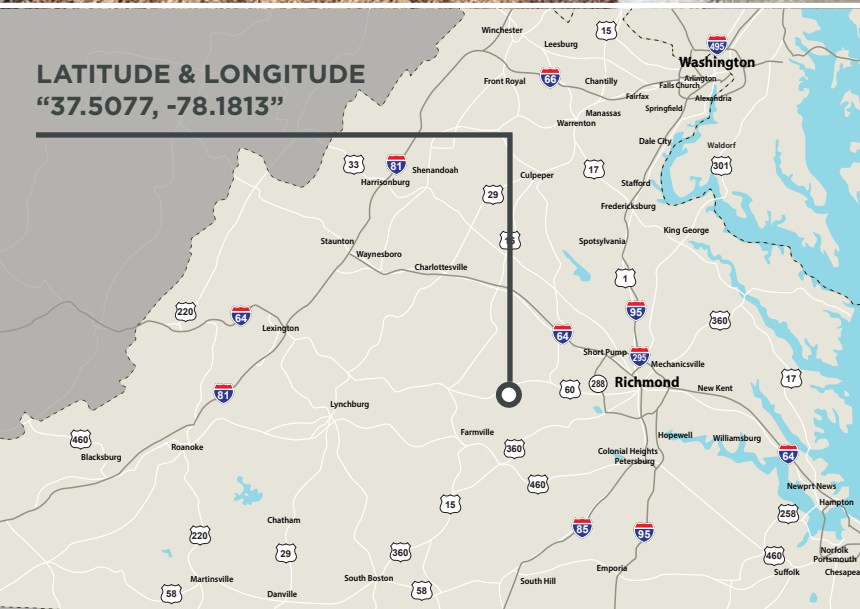 LATITUDE & LONGITUDE
“37.5077, -78.1813”
Winchester
15
Leesburg
495
Washington
Front Royal
66
Chantilly
Arlington
Falls Church
Fairfax
Alexandria
Springfield
Manassas
Warrenton
Dale City
Waldorf
33
81
Shenandoah
Harrisonburg
Culpeper
17
301
Stafford
29
Fredericksburg
King George
Staunton
15
Spotsylvania
Waynesboro
Charlottesville
1
220
64
95
360
Lexington
64
Short Pump
295
Mechanicsville
81
60
288
Richmond
New Kent
17
Lynchburg
460
Farmville
Hopewell
Williamsburg
Blacksburg
Roanoke
360
Colonial Heights
Petersburg
64
460
Newprt News
15
258
Hampton
Chatham
220
29
360
85
95
Norfolk
460
Portsmouth
Martinsville
South Boston
South Hill
Emporia
Suffolk
Chesapea
58
Danville
58